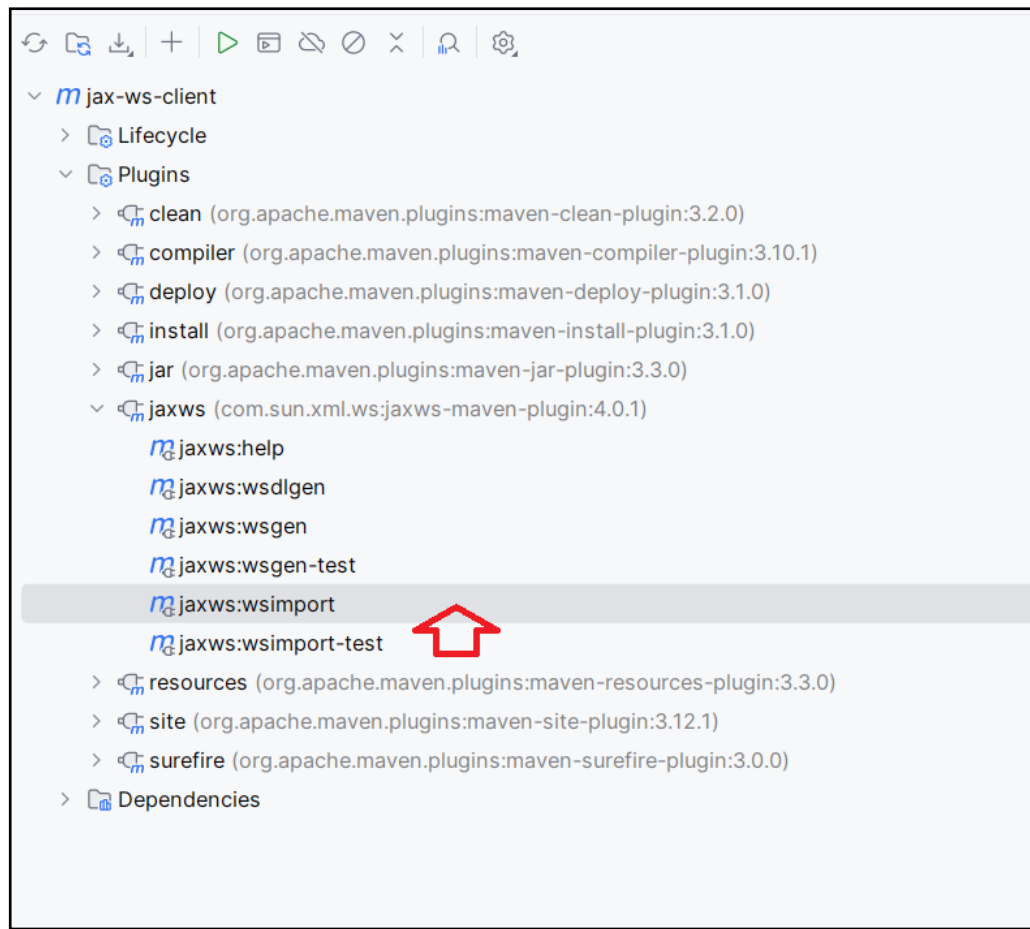 jax-ws-client
Lifecycle
Plugins
clean (org.apache.maven.plugins:maven-clean-plugin:3.2.0)
compiler (org.apache.maven.plugins:maven-compiler-plugin:3.10.1)
deploy (org.apache.maven.plugins:maven-deploy-plugin:3.1.0)
install (org.apache.maven.plugins:maven-install-plugin:3.1.0)
jar (org.apache.maven.plugins:maven-jar-plugin:3.3.0)
jaxws (com.sun.xml.ws:jaxws-maven-plugin:4.0.1)
jaxws:help
jaxws:wsdlgen
jaxws:wsgen
jaxws:wsgen-test
jaxws:wsimport
jaxws:wsimport-test
resources (org.apache.maven.plugins:maven-resources-plugin:3.3.0)
site (org.apache.maven.plugins:maven-site-plugin:3.12.1)
surefire (org.apache.maven.plugins:maven-surefire-plugin:3.0.0)
Dependencies